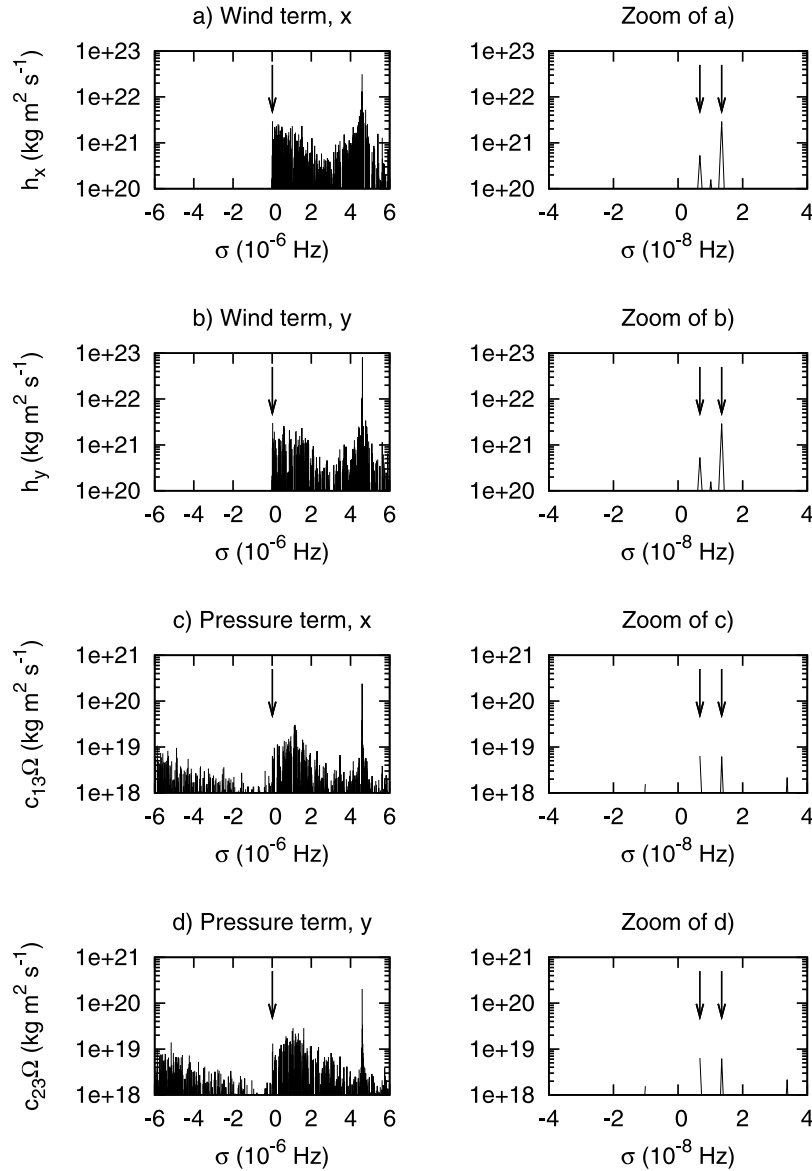 a) Wind term, x
Zoom of a)
h_x (kg m² s⁻¹)
1e+23
1e+22
1e+21
1e+20
-6 -4 -2 0 2 4 6
σ (10⁻⁶ Hz)
-4 -2 0 2 4
σ (10⁻⁸ Hz)
1e+23
1e+22
1e+21
1e+20
b) Wind term, y
Zoom of b)
h_y (kg m² s⁻¹)
1e+23
1e+22
1e+21
1e+20
-6 -4 -2 0 2 4 6
σ (10⁻⁶ Hz)
1e+23
1e+22
1e+21
1e+20
-4 -2 0 2 4
σ (10⁻⁸ Hz)
c) Pressure term, x
Zoom of c)
c₁₃Ω (kg m² s⁻¹)
1e+21
1e+20
1e+19
1e+18
-6 -4 -2 0 2 4 6
σ (10⁻⁶ Hz)
1e+21
1e+20
1e+19
1e+18
-4 -2 0 2 4
σ (10⁻⁸ Hz)
d) Pressure term, y
Zoom of d)
c₂₃Ω (kg m² s⁻¹)
1e+21
1e+20
1e+19
1e+18
-6 -4 -2 0 2 4 6
σ (10⁻⁶ Hz)
1e+21
1e+20
1e+19
1e+18
-4 -2 0 2 4
σ (10⁻⁸ Hz)